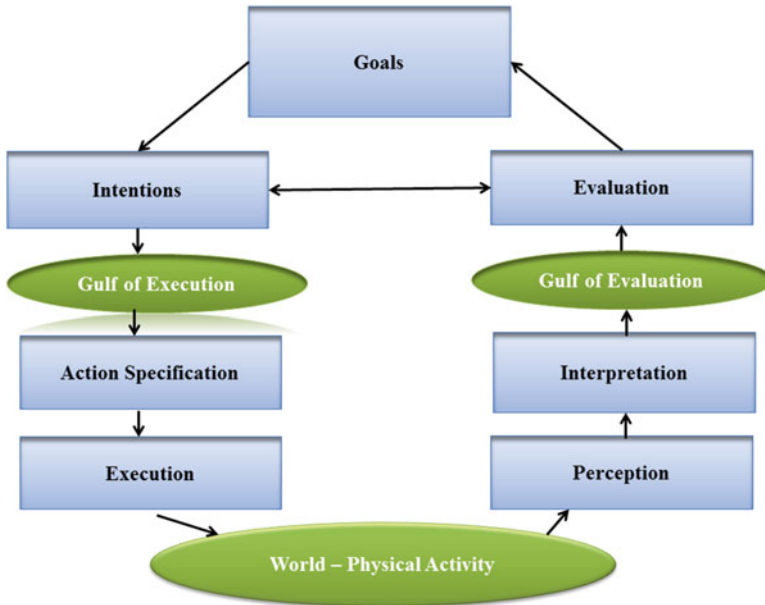 Goals
Intentions
Evaluation
Gulf of Execution
Gulf of Evaluation
Action Specification
Interpretation
Execution
Perception
World – Physical Activity